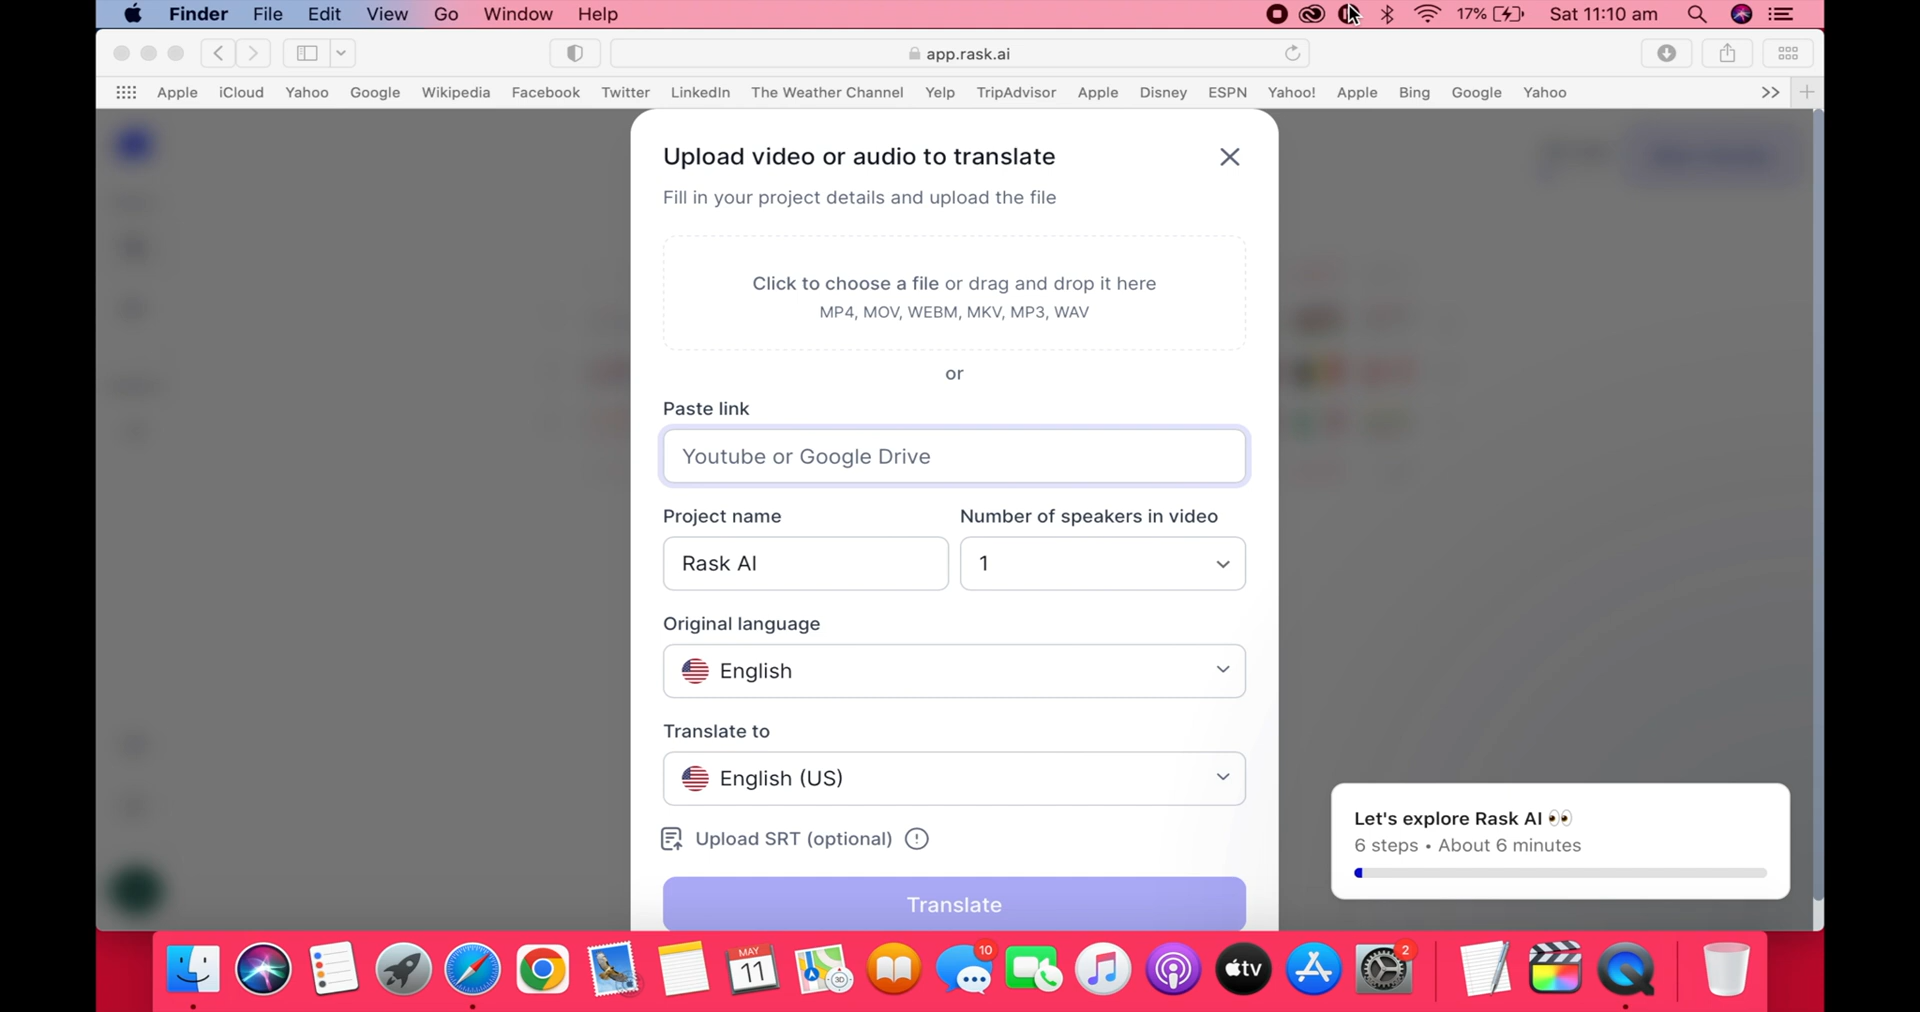 Finder File Edit View Go Window Help 17% Sat 11:10 am
app.rask.ai
Apple iCloud Yahoo Google Wikipedia Facebook Twitter LinkedIn The Weather Channel Yelp TripAdvisor Apple Disney ESPN Yahoo! Apple Bing Google Yahoo
Upload video or audio to translate
Fill in your project details and upload the file
Click to choose a file or drag and drop it here
MP4, MOV, WEBM, MKV, MP3, WAV
or
Paste link
Youtube or Google Drive
Project name Number of speakers in video
Rask AI 1
Original language
English
Translate to
English (US)
Upload SRT (optional)
Translate
Let's explore Rask AI 👀
6 steps • About 6 minutes
MAY
11
3D
10
tv
2